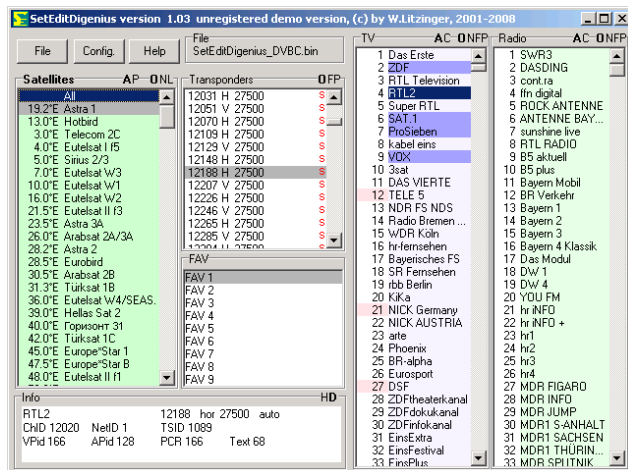 SetEditDigenius version 1.03 unregistered demo version, (c) by W.Litzinger, 2001-2008
File
Config.
Help
File
SetEditDigenius_DVBC.bin
Satellites AP ONL
All
19.2°E Astra 1
13.0°E Hotbird
3.0°E Telecom 2C
4.0°E Eutelsat I f5
5.0°E Sirius 2/3
7.0°E Eutelsat W3
10.0°E Eutelsat W1
16.0°E Eutelsat W2
21.5°E Eutelsat II f3
23.5°E Astra 3A
26.0°E Arabsat 2A/3A
28.2°E Astra 2
28.5°E Eurobird
30.5°E Arabsat 2B
31.3°E Türksat 1B
36.0°E Eutelsat W4/SEAS.
39.0°E Hellas Sat 2
40.0°E Горизонт 31
42.0°E Türksat 1C
45.0°E Europe*Star 1
47.5°E Europe*Star B
48.0°E Eutelsat II f1
Transponders OFP
12031 H 27500 S
12051 V 27500 S
12070 H 27500 S
12109 H 27500 S
12129 V 27500 S
12148 H 27500 S
12188 H 27500 S
12207 V 27500 S
12226 H 27500 S
12246 V 27500 S
12265 H 27500 S
12285 V 27500 S
12304 H 27500 S
FAV
FAV 1
FAV 2
FAV 3
FAV 4
FAV 5
FAV 6
FAV 7
FAV 8
FAV 9
Info HD-
RTL2 12188 hor 27500 auto
ChID 12020 NetID 1 TSID 1089
VPid 166 APid 128 PCR 166 Text 68
TV AC-ONFP
1 Das Erste
2 ZDF
3 RTL Television
4 RTL2
5 Super RTL
6 SAT.1
7 ProSieben
8 kabel eins
9 VOX
10 3sat
11 DAS VIERTE
12 TELE 5
13 NDR FS NDS
14 Radio Bremen ...
15 WDR Köln
16 hr-fernsehen
17 Bayerisches FS
18 SR Fernsehen
19 rbb Berlin
20 KiKa
21 NICK Germany
22 NICK AUSTRIA
23 arte
24 Phoenix
25 BR-alpha
26 Eurosport
27 DSF
28 ZDFtheaterkanal
29 ZDFdokukanal
30 ZDFinfokanal
31 EinsExtra
32 EinsFestival
33 EinsPlus
Radio AC-ONFP
1 SWR3
2 DASDING
3 cont.ra
4 ffn digital
5 ROCK ANTENNE
6 ANTENNE BAY...
7 sunshine live
8 RTL RADIO
9 B5 aktuell
10 B5 plus
11 Bayern Mobil
12 BR Verkehr
13 Bayern 1
14 Bayern 2
15 Bayern 3
16 Bayern 4 Klassik
17 Das Modul
18 DW 1
19 DW 4
20 YOU FM
21 hr iNFO
22 hr iNFO +
23 hr1
24 hr2
25 hr3
26 hr4
27 MDR FIGARO
28 MDR INFO
29 MDR JUMP
30 MDR1 S-ANHALT
31 MDR1 SACHSEN
32 MDR1 THÜRIN...
33 MDR SPUTNIK